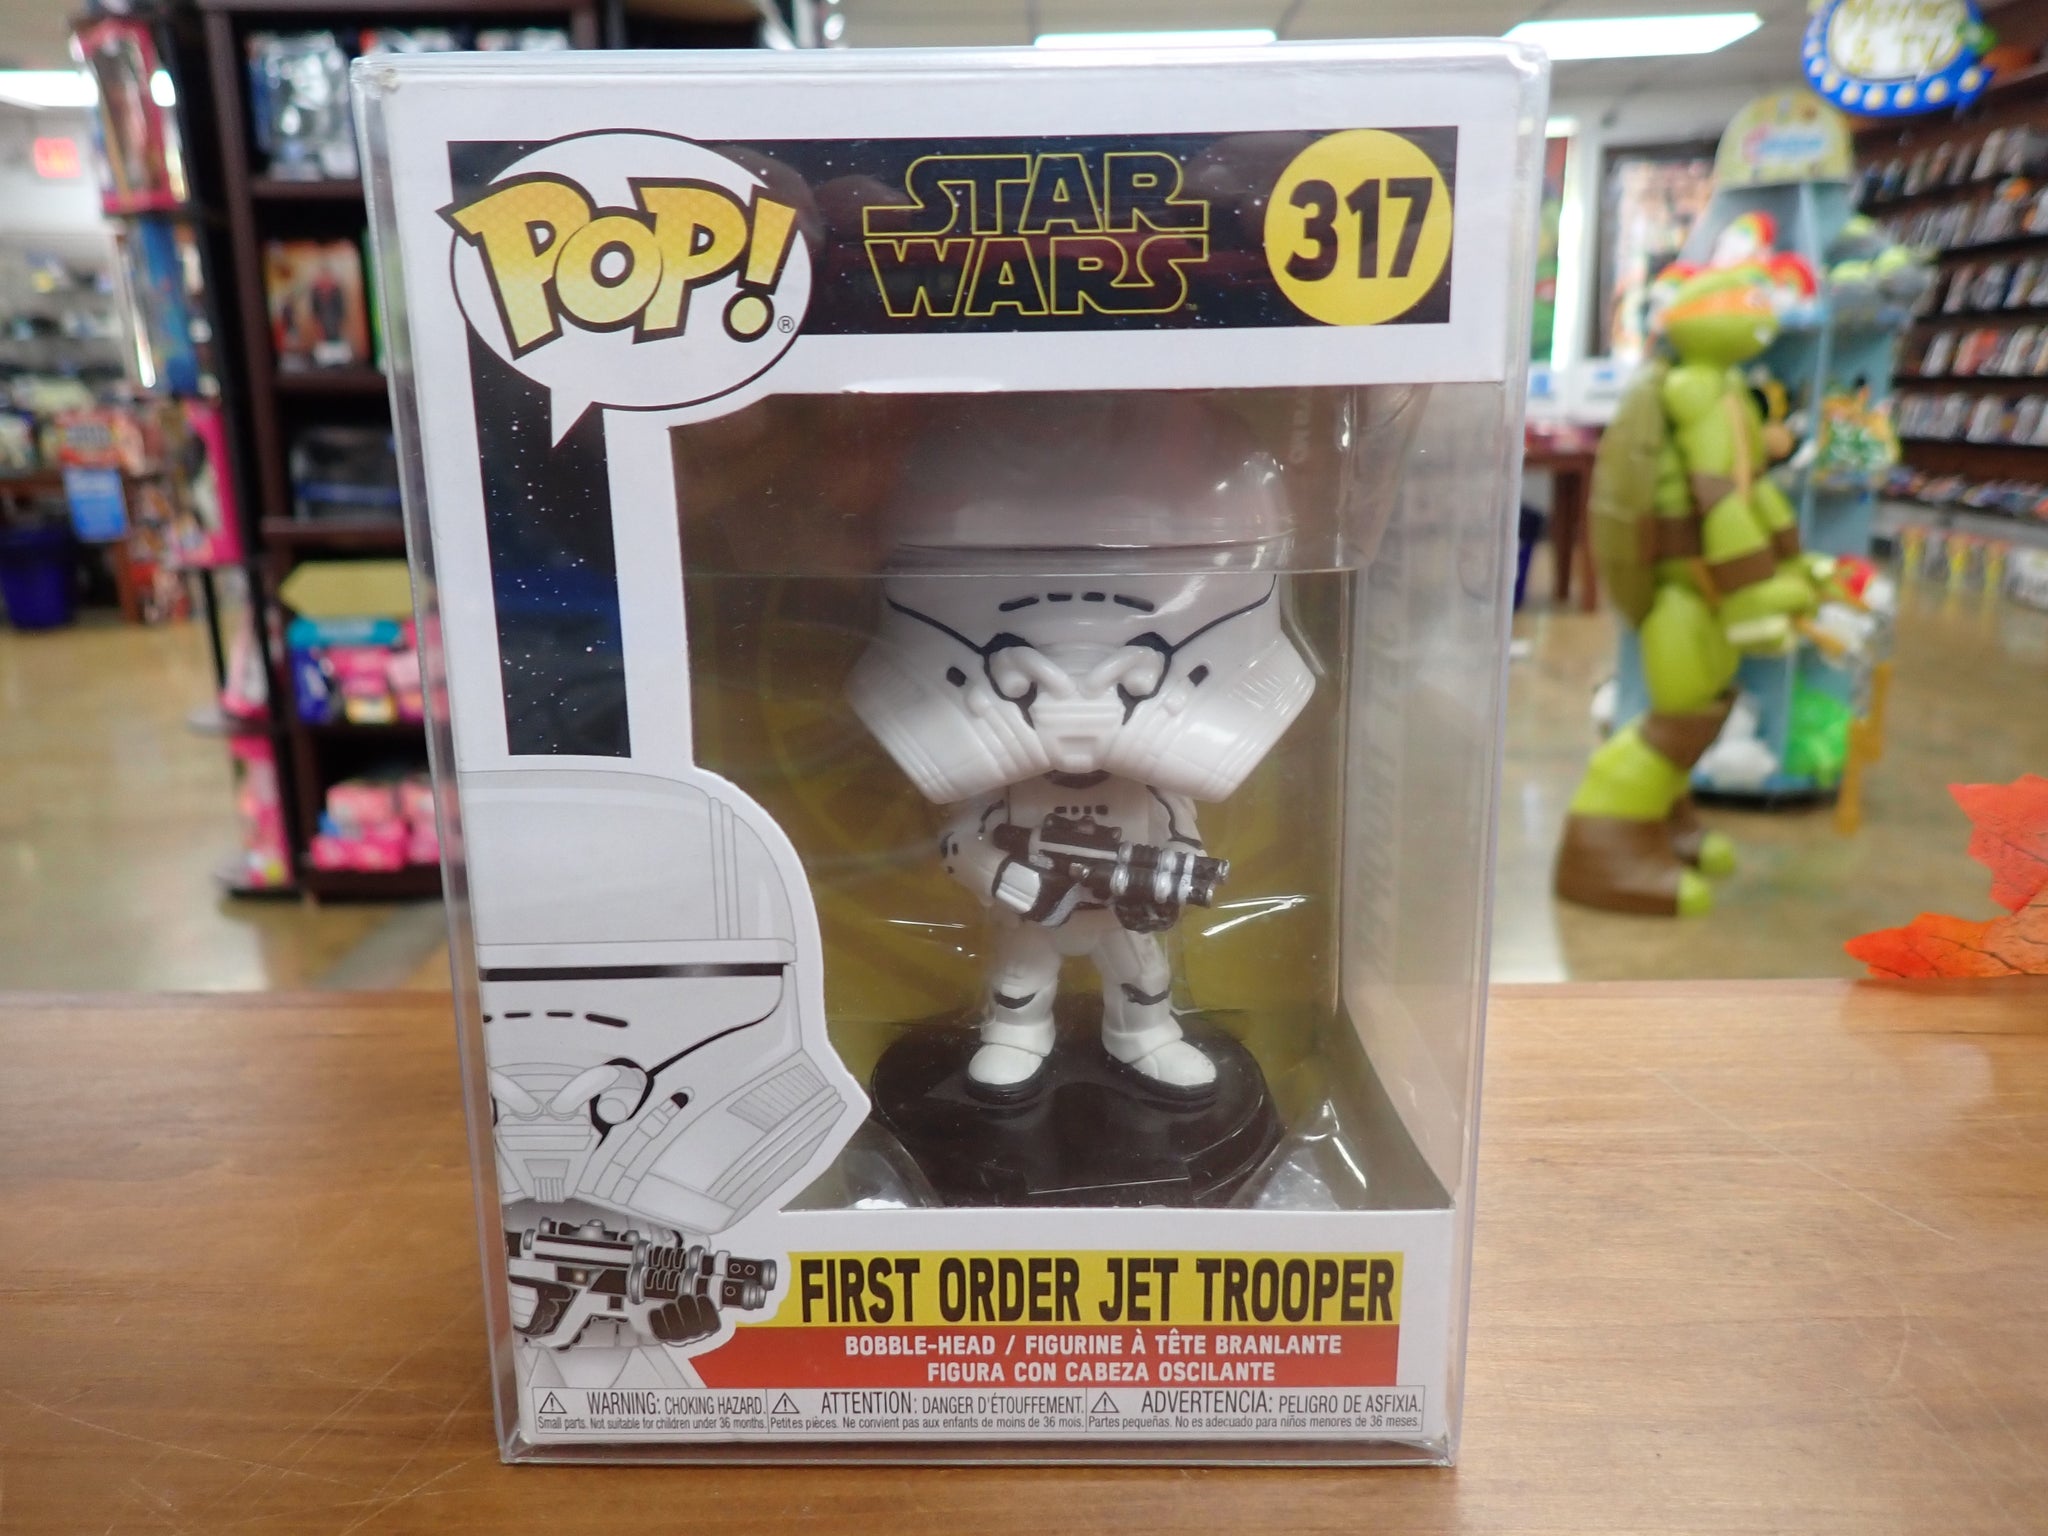 POP!®
STAR
WARS™
317
FIRST ORDER JET TROOPER
BOBBLE-HEAD / FIGURINE À TÊTE BRANLANTE
FIGURA CON CABEZA OSCILANTE
WARNING: CHOKING HAZARD.
Small parts. Not suitable for children under 36 months.
ATTENTION: DANGER D'ÉTOUFFEMENT.
Petites pièces. Ne convient pas aux enfants de moins de 36 mois.
ADVERTENCIA: PELIGRO DE ASFIXIA.
Partes pequeñas. No es adecuado para niños menores de 36 meses.
& TV